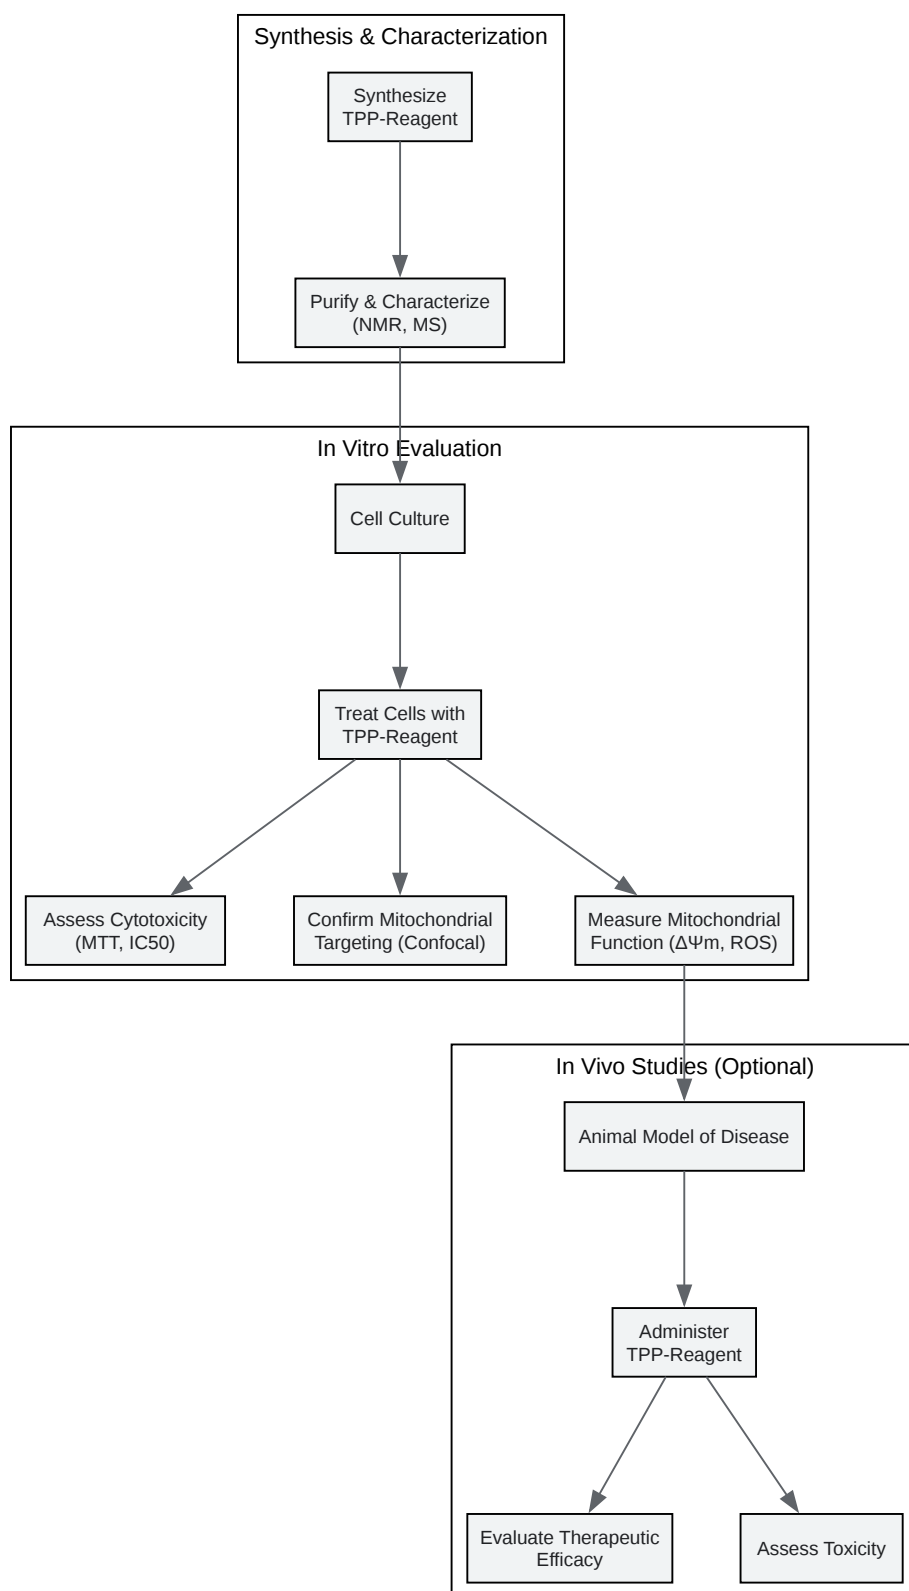 Synthesis & Characterization
Synthesize
TPP-Reagent
Purify & Characterize
(NMR, MS)
In Vitro Evaluation
Cell Culture
Treat Cells with
TPP-Reagent
Assess Cytotoxicity
(MTT, IC50)
Confirm Mitochondrial
Targeting (Confocal)
Measure Mitochondrial
Function (ΔΨm, ROS)
In Vivo Studies (Optional)
Animal Model of Disease
Administer
TPP-Reagent
Evaluate Therapeutic
Efficacy
Assess Toxicity